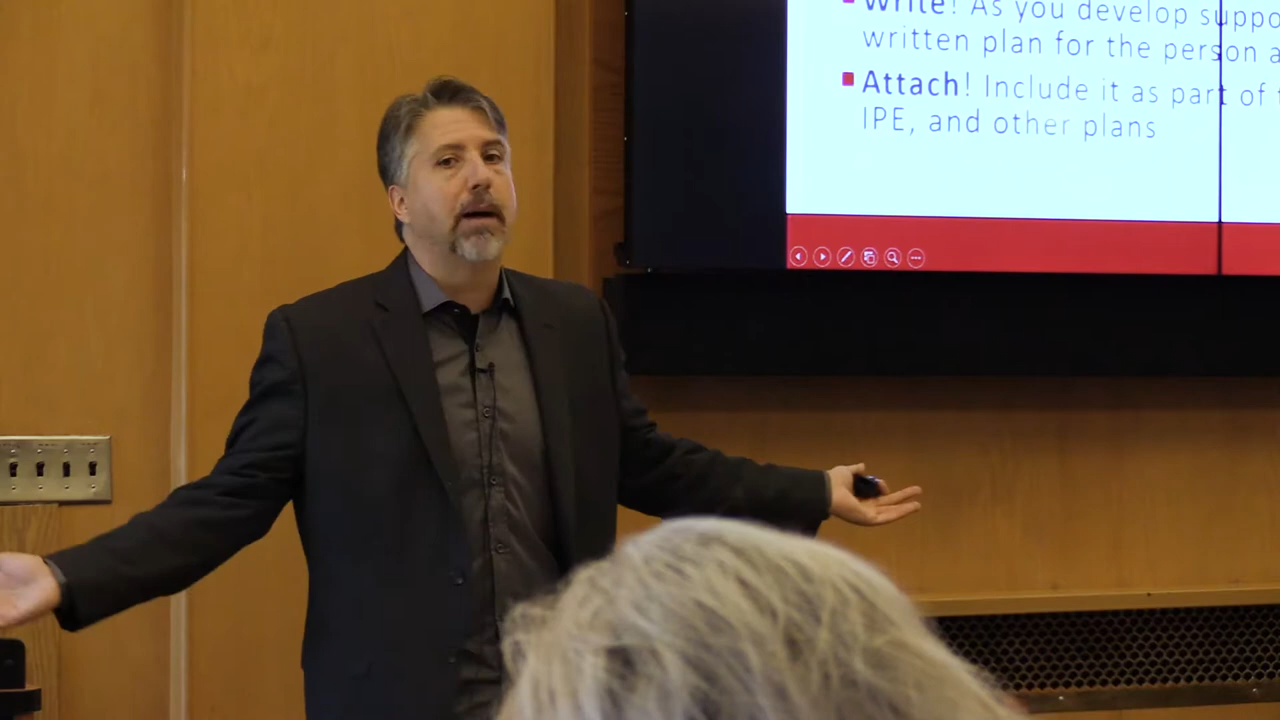 Write! As you develop suppo
written plan for the person a
Attach! Include it as part of t
IPE, and other plans